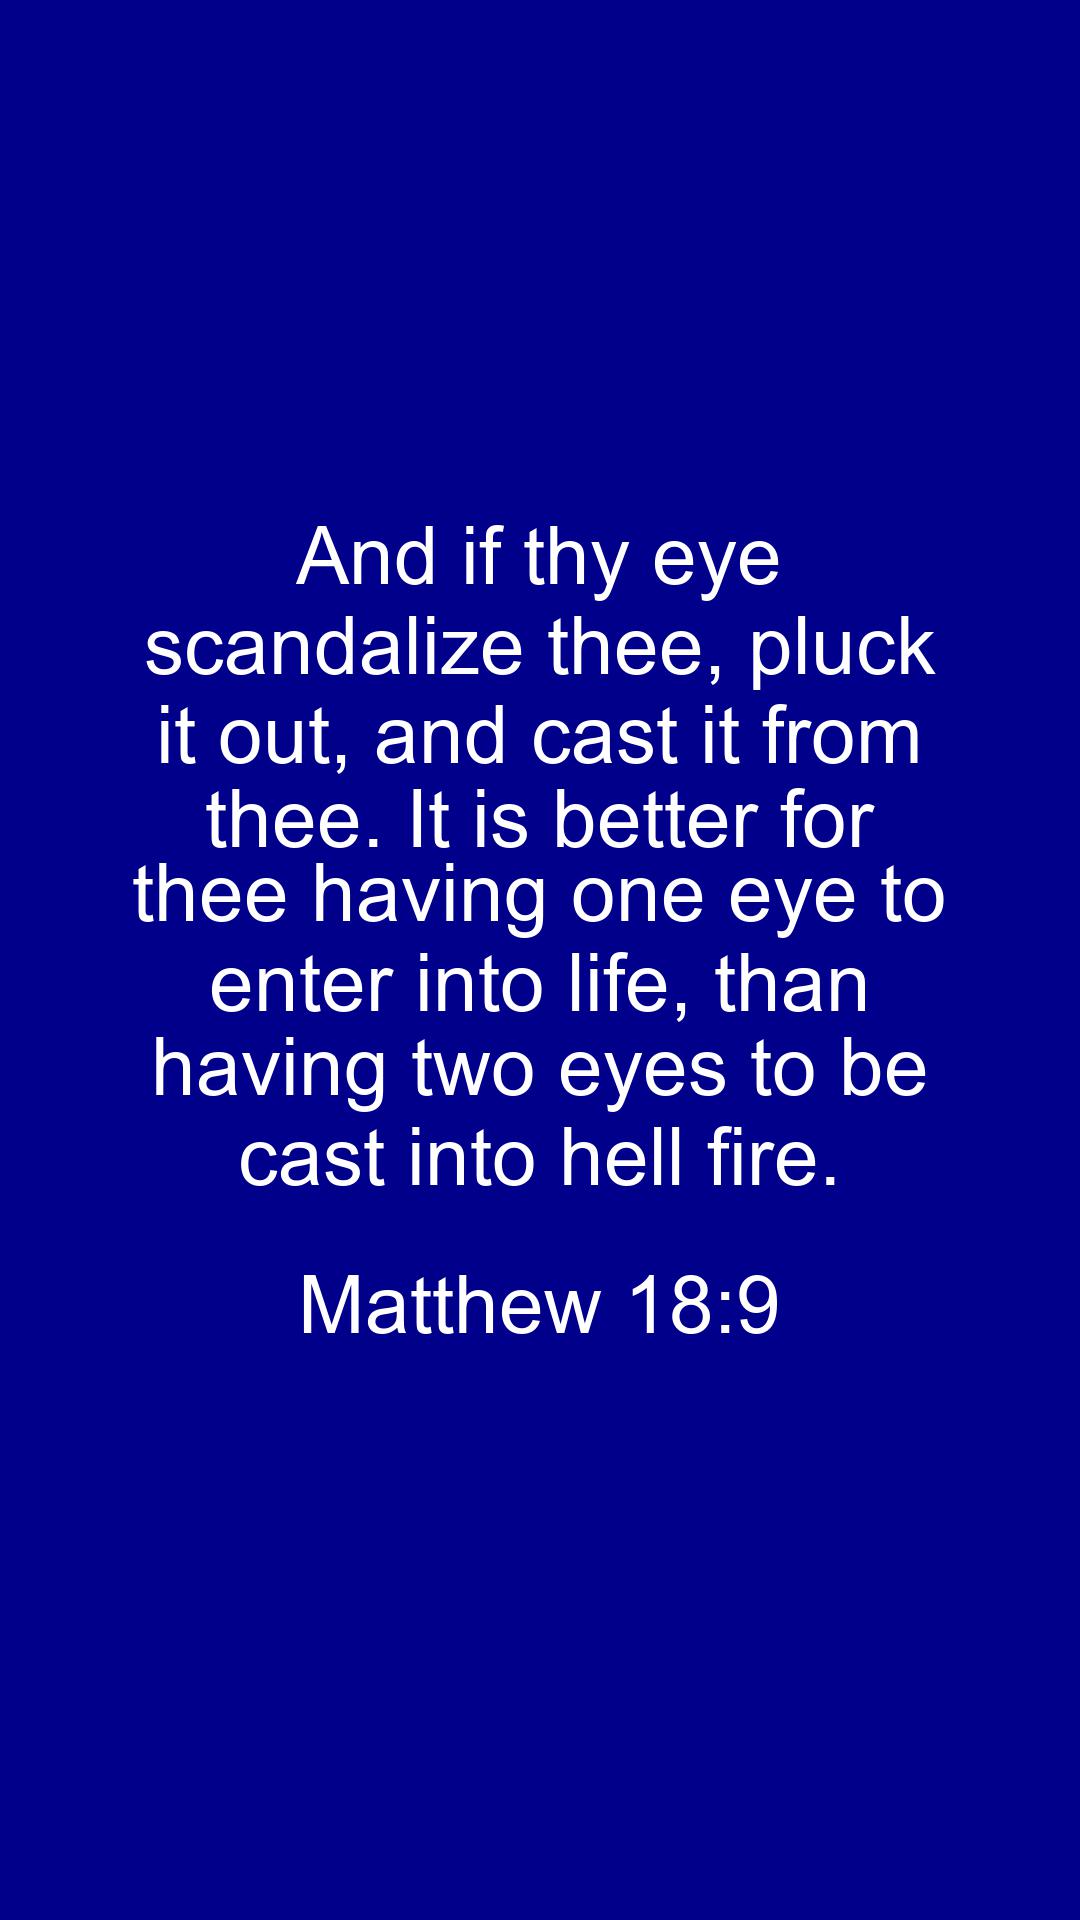 And if thy eye
scandalize thee, pluck
it out, and cast it from
thee. It is better for
thee having one eye to
enter into life, than
having two eyes to be
cast into hell fire.
Matthew 18:9